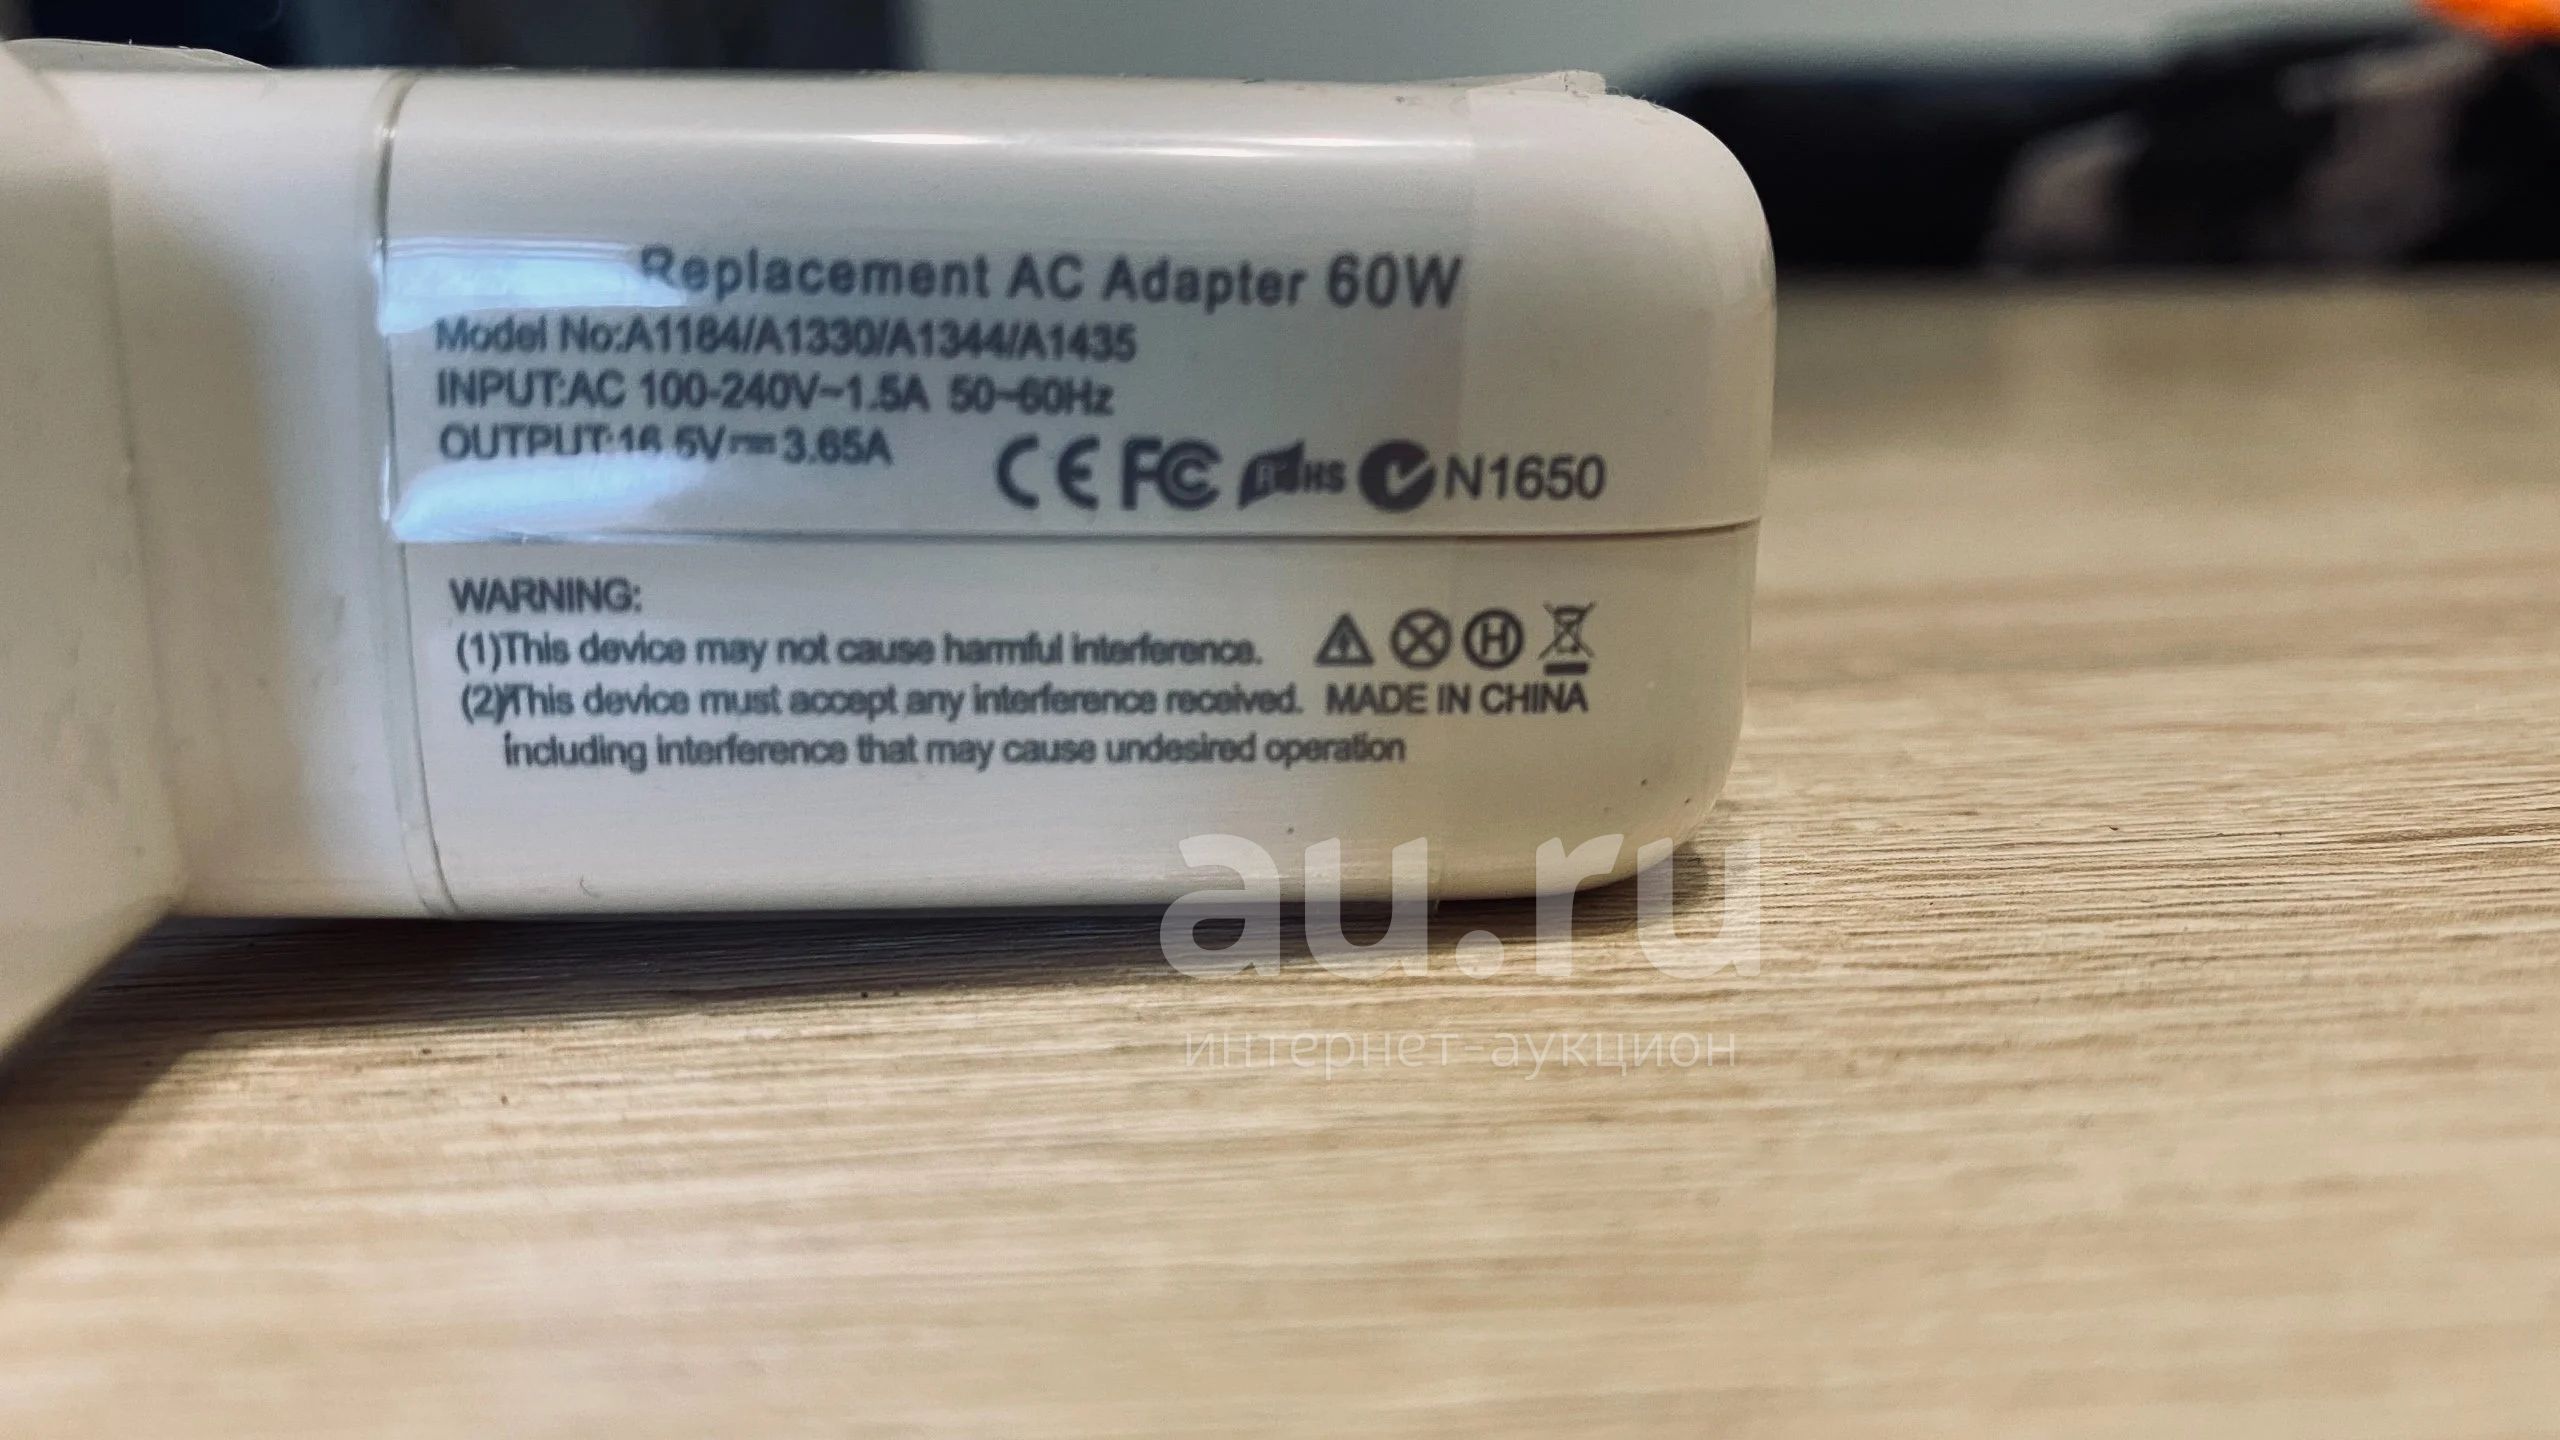 Replacement AC Adapter 60W
Model No:A1184/A1330/A1344/A1435
INPUT:AC 100-240V~1.5A 50~60Hz
OUTPUT:16.5V⎓3.65A
CE FC RoHS N1650
WARNING:
(1)This device may not cause harmful interference.
(2)This device must accept any interference received. MADE IN CHINA
including interference that may cause undesired operation
au.ru
интернет-аукцион